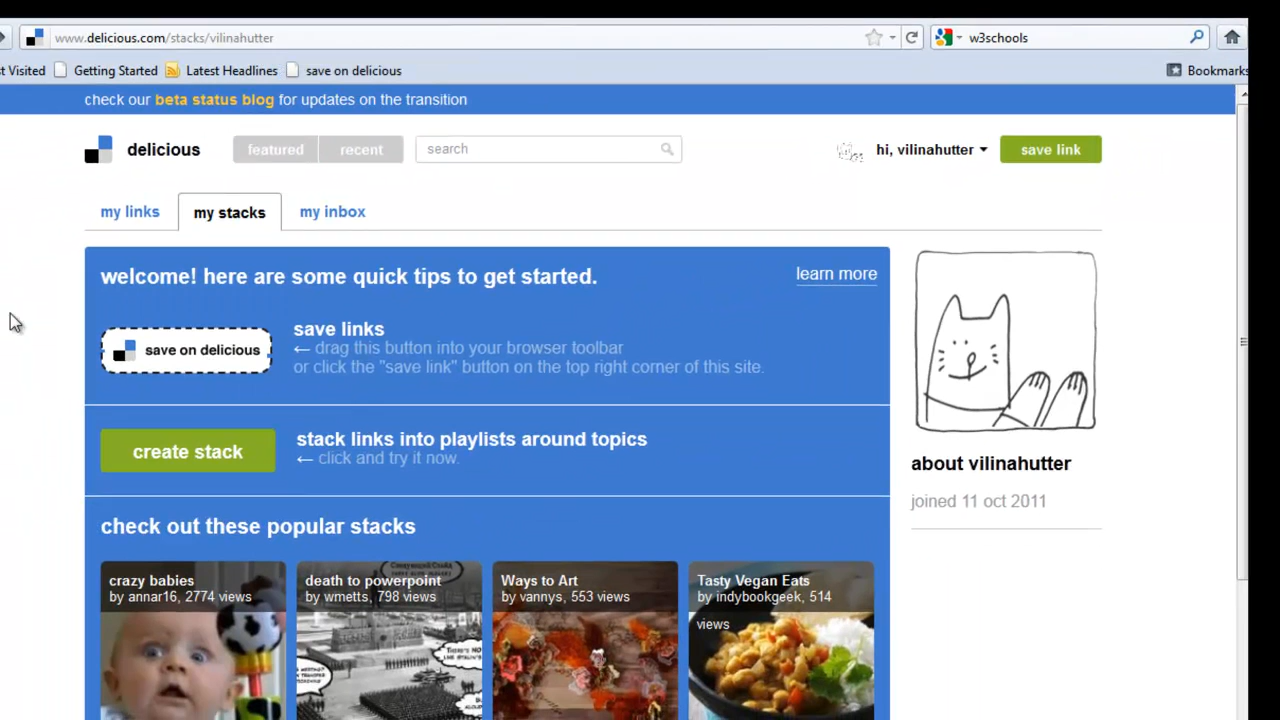 www.delicious.com/stacks/vilinahutter
w3schools
t Visited
Getting Started
Latest Headlines
save on delicious
Bookmarks
check our beta status blog for updates on the transition
delicious
featured
recent
search
hi, vilinahutter
save link
my links
my stacks
my inbox
welcome! here are some quick tips to get started.
learn more
save on delicious
save links
← drag this button into your browser toolbar
or click the "save link" button on the top right corner of this site.
create stack
stack links into playlists around topics
← click and try it now.
about vilinahutter
joined 11 oct 2011
check out these popular stacks
crazy babies
by annar16, 2774 views
death to powerpoint
by wmetts, 798 views
Ways to Art
by vannys, 553 views
Tasty Vegan Eats
by indybookgeek, 514
views